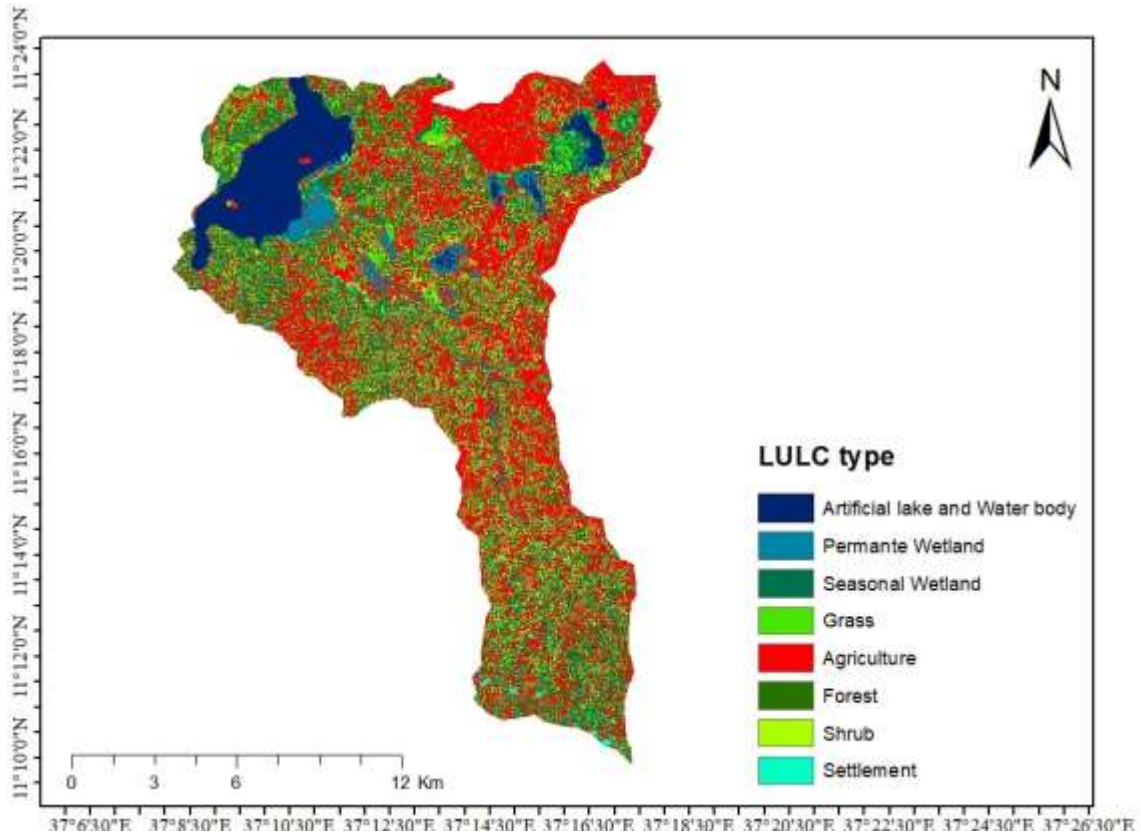 11°24'0"N
11°22'0"N
11°20'0"N
11°18'0"N
11°16'0"N
11°14'0"N
11°12'0"N
11°10'0"N
N
LULC type
Artificial lake and Water body
Permante Wetland
Seasonal Wetland
Grass
Agriculture
Forest
Shrub
Settlement
0 3 6 12 Km
37°6'30"E 37°8'30"E 37°10'30"E 37°12'30"E 37°14'30"E 37°16'30"E 37°18'30"E 37°20'30"E 37°22'30"E 37°24'30"E 37°26'30"E